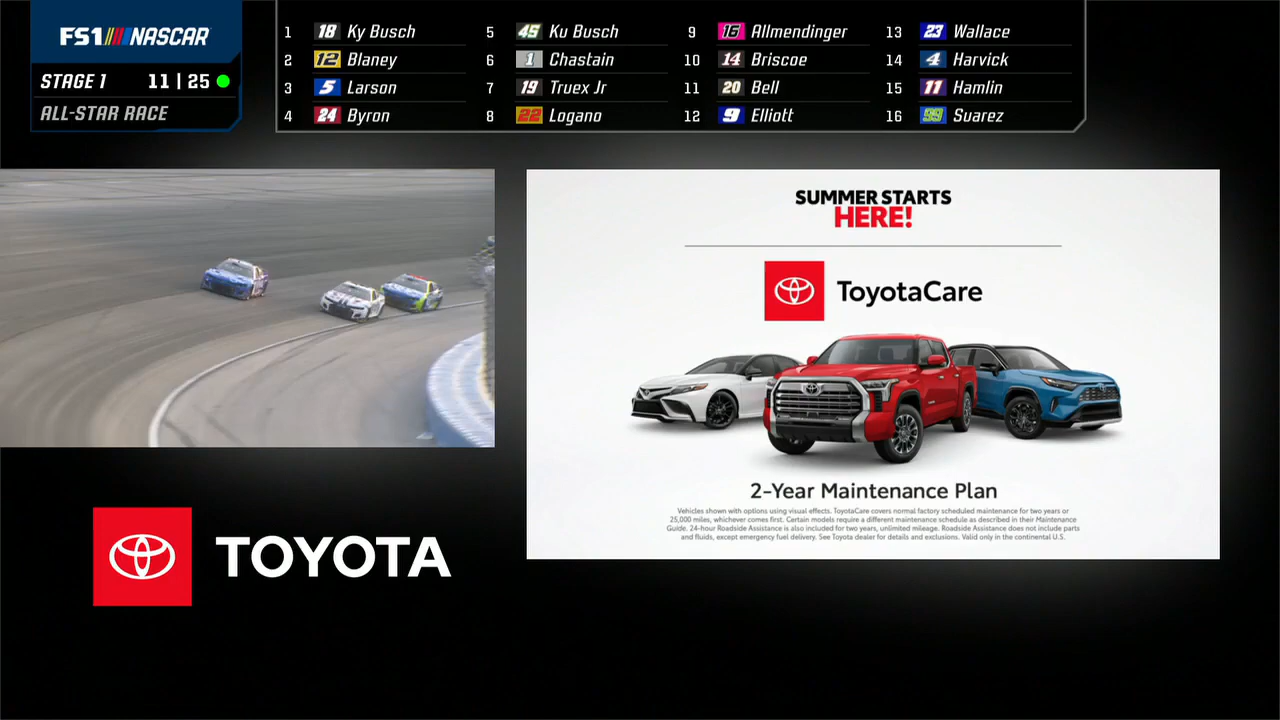 FS1 NASCAR
STAGE 1 11 | 25
ALL-STAR RACE
1 18 Ky Busch
2 12 Blaney
3 5 Larson
4 24 Byron
5 45 Ku Busch
6 1 Chastain
7 19 Truex Jr
8 22 Logano
9 16 Allmendinger
10 14 Briscoe
11 20 Bell
12 9 Elliott
13 23 Wallace
14 4 Harvick
15 11 Hamlin
16 99 Suarez
SUMMER STARTS
HERE!
ToyotaCare
2-Year Maintenance Plan
Vehicles shown with options using visual effects. ToyotaCare covers normal factory scheduled maintenance for two years or
25,000 miles, whichever comes first. Certain models require a different maintenance schedule as described in their Maintenance
Guide. 24-hour Roadside Assistance is also included for two years, unlimited mileage. Roadside Assistance does not include parts
and fluids, except emergency fuel delivery. See Toyota dealer for details and exclusions. Valid only in the continental U.S.
TOYOTA